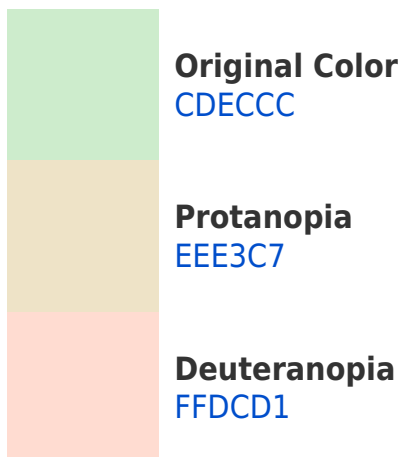 Original Color
CDECCC
Protanopia
EEE3C7
Deuteranopia
FFDCD1